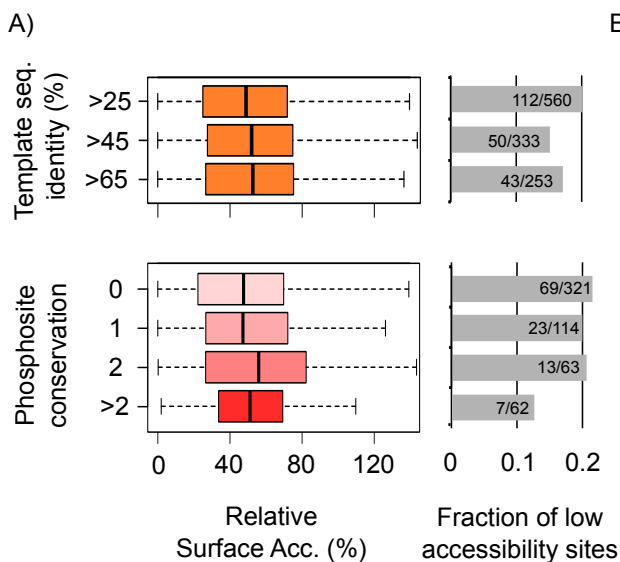 A)
B
Template seq.
identity (%)
>25
>45
>65
112/560
50/333
43/253
Phosphosite
conservation
0
1
2
>2
69/321
23/114
13/63
7/62
0 40 80 120
0 0.1 0.2
Relative
Surface Acc. (%)
Fraction of low
accessibility sites